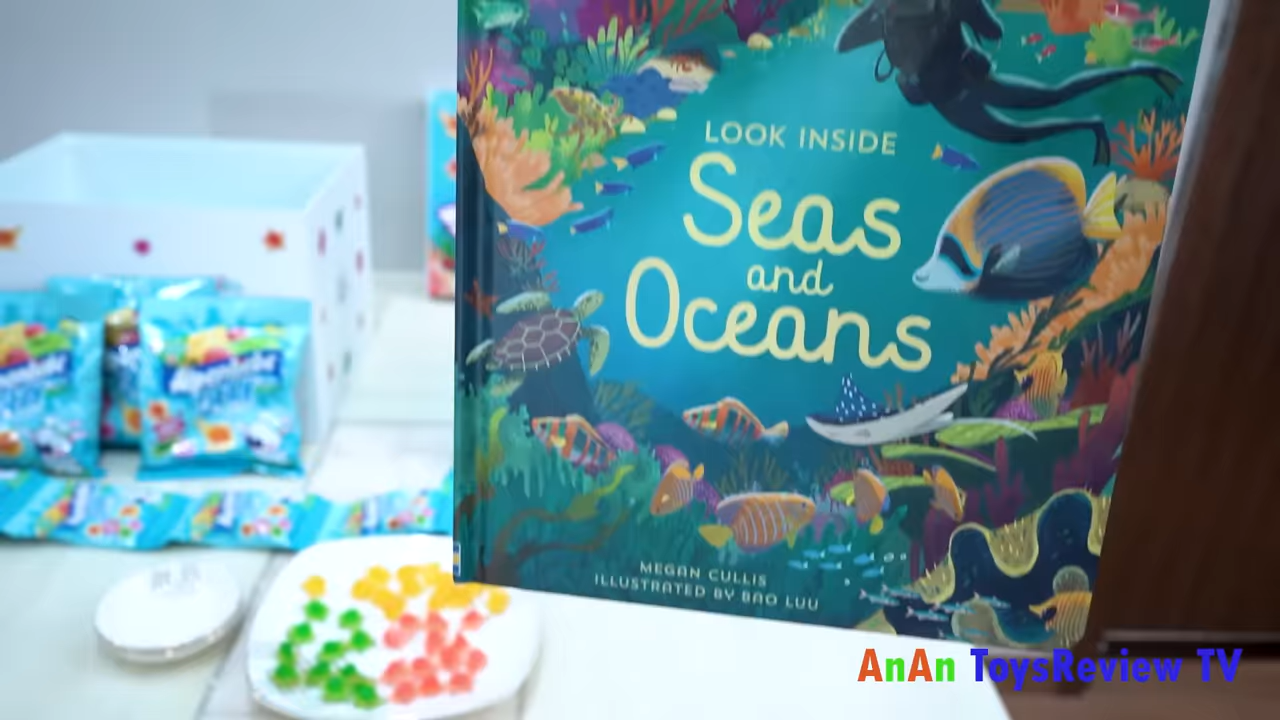 LOOK INSIDE
Seas
and
Oceans
MEGAN CULLIS
ILLUSTRATED BY BAO LUU
AnAn ToysReview TV